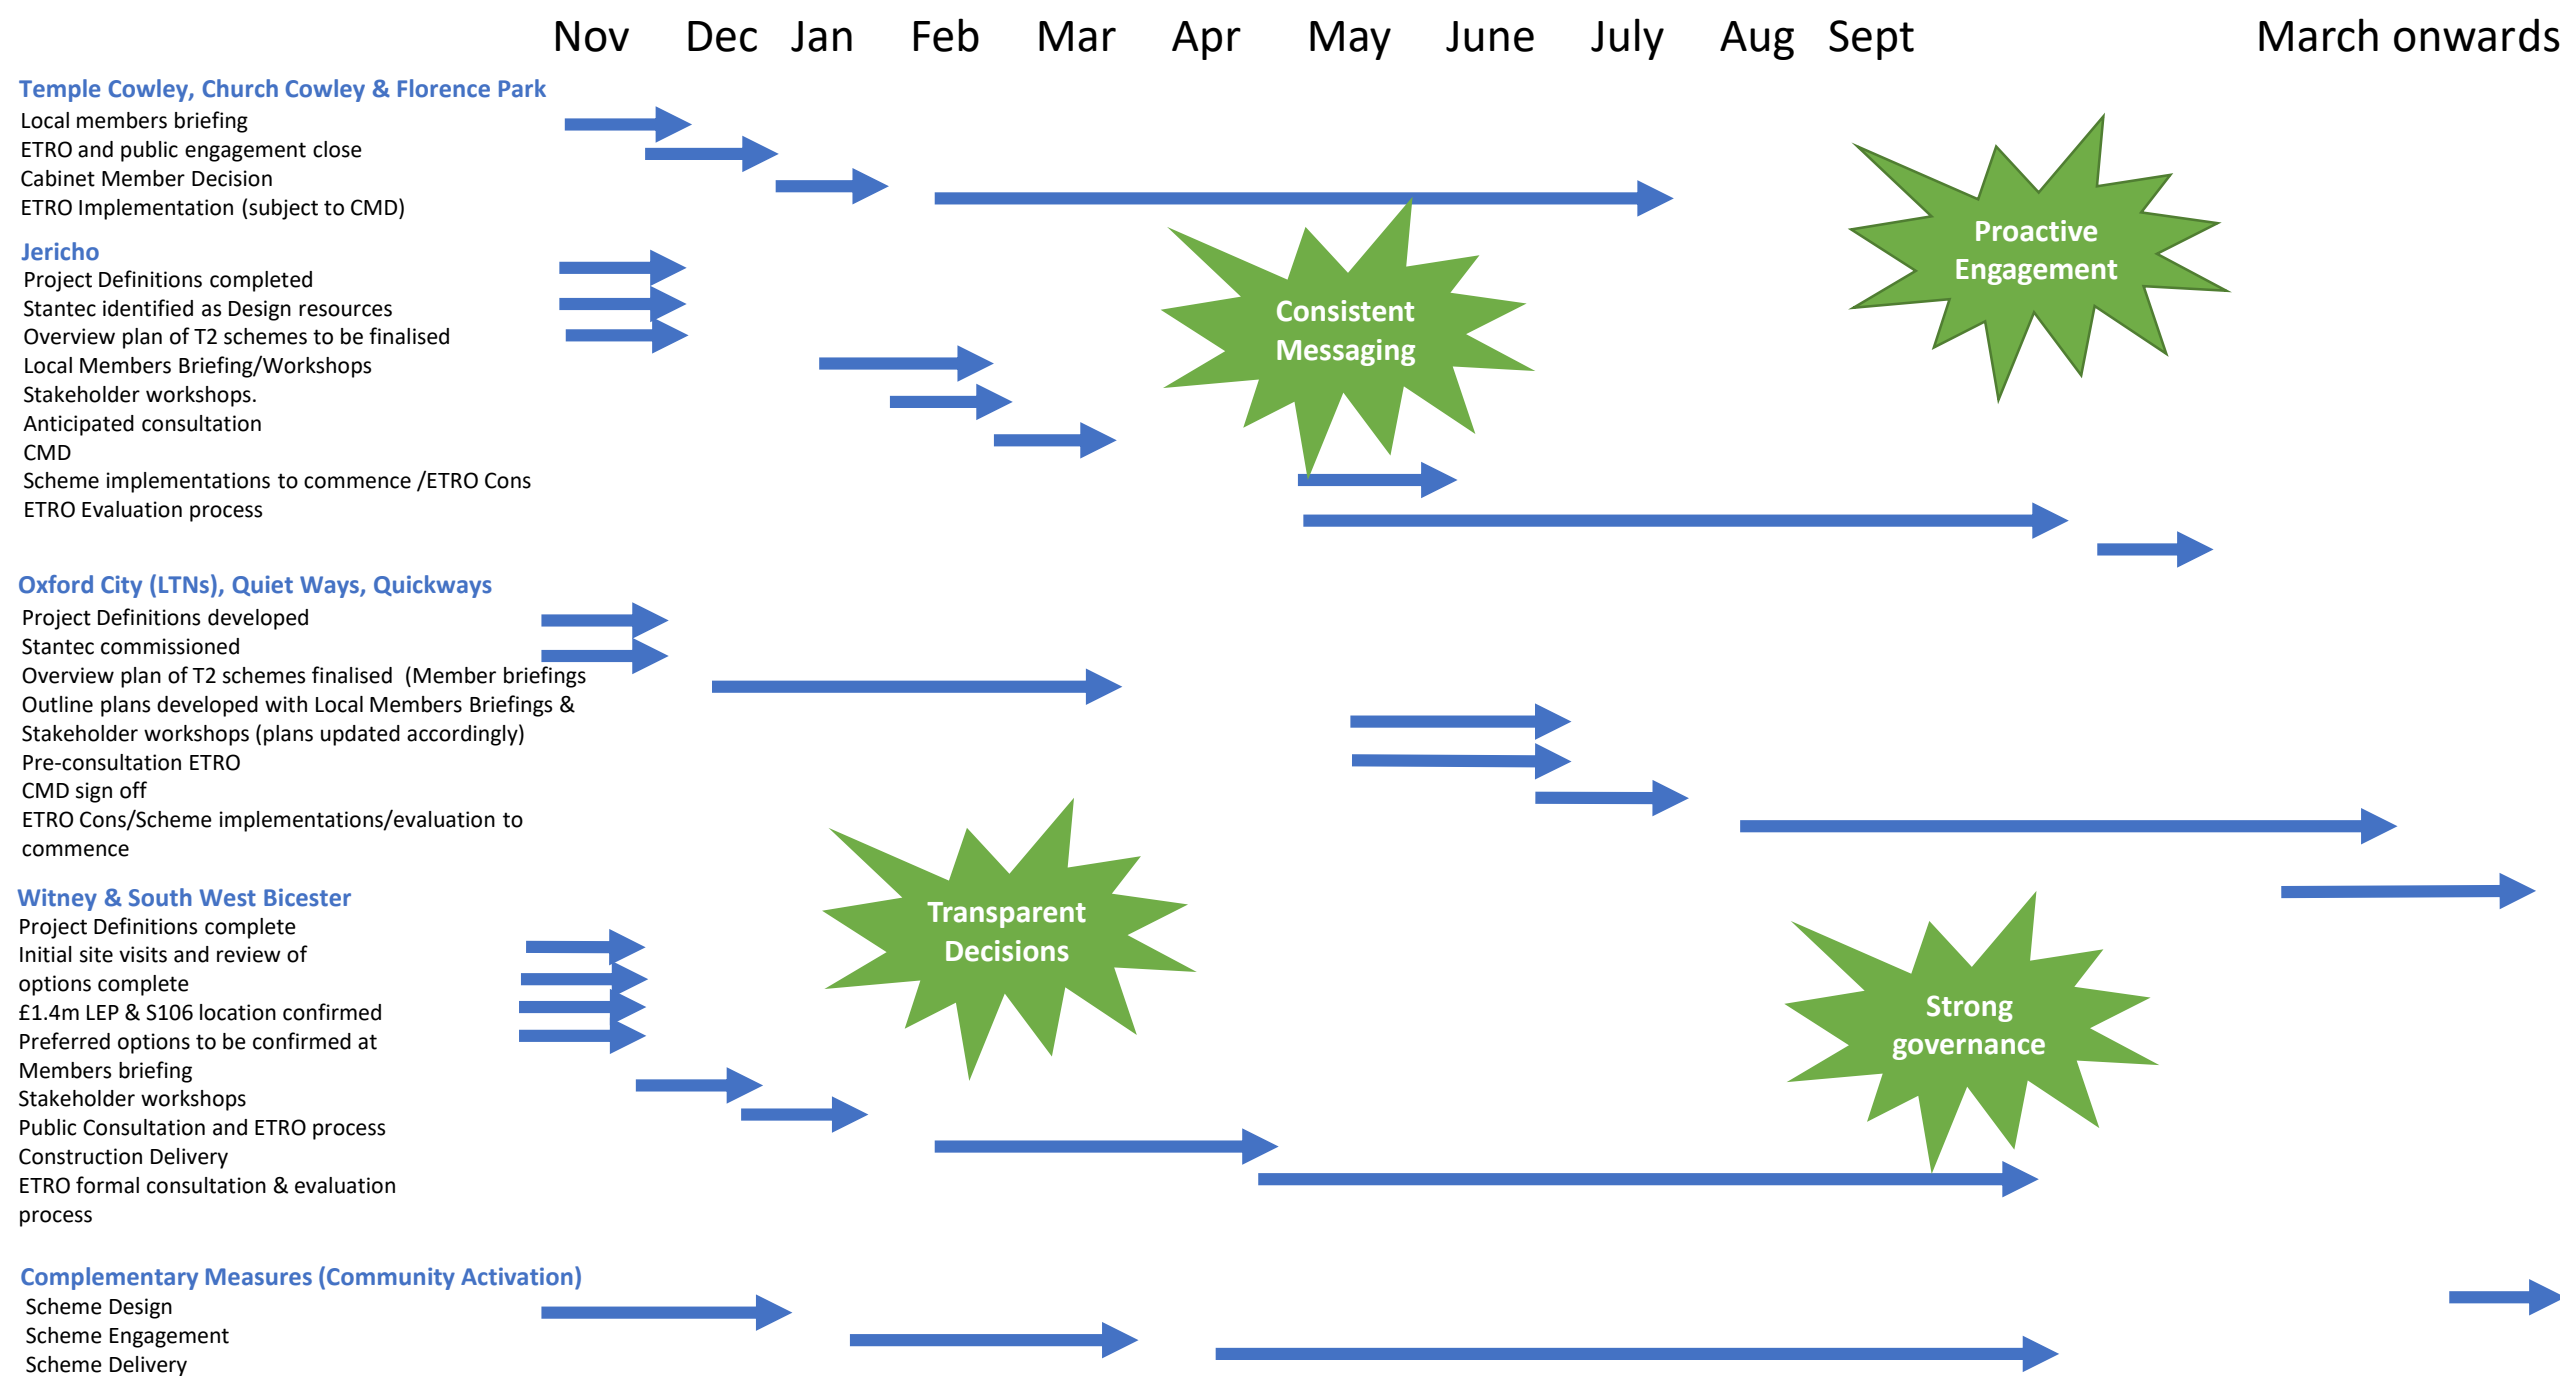 Nov Dec Jan Feb Mar Apr May June July Aug Sept March onwards
Temple Cowley, Church Cowley & Florence Park
Local members briefing
ETRO and public engagement close
Cabinet Member Decision
ETRO Implementation (subject to CMD)
Jericho
Project Definitions completed
Stantec identified as Design resources
Overview plan of T2 schemes to be finalised
Local Members Briefing/Workshops
Stakeholder workshops.
Anticipated consultation
CMD
Scheme implementations to commence /ETRO Cons
ETRO Evaluation process
Consistent
Messaging
Proactive
Engagement
Oxford City (LTNs), Quiet Ways, Quickways
Project Definitions developed
Stantec commissioned
Overview plan of T2 schemes finalised  (Member briefings
Outline plans developed with Local Members Briefings &
Stakeholder workshops (plans updated accordingly)
Pre-consultation ETRO
CMD sign off
ETRO Cons/Scheme implementations/evaluation to
commence
Transparent
Decisions
Strong
governance
Witney & South West Bicester
Project Definitions complete
Initial site visits and review of
options complete
£1.4m LEP & S106 location confirmed
Preferred options to be confirmed at
Members briefing
Stakeholder workshops
Public Consultation and ETRO process
Construction Delivery
ETRO formal consultation & evaluation
process
Complementary Measures (Community Activation)
Scheme Design
Scheme Engagement
Scheme Delivery